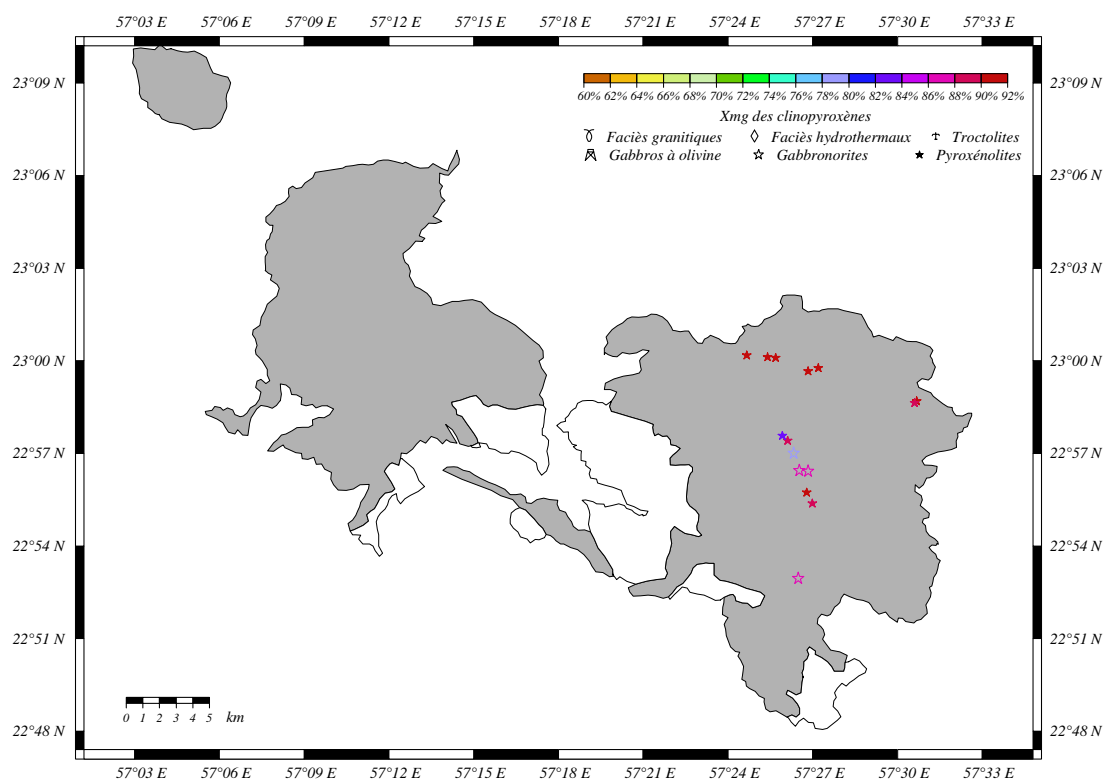 57°03' E 57°06' E 57°09' E 57°12' E 57°15' E 57°18' E 57°21' E 57°24' E 57°27' E 57°30' E 57°33' E
23°09' N 23°09' N
60% 62% 64% 66% 68% 70% 72% 74% 76% 78% 80% 82% 84% 86% 88% 90% 92%
Xmg des clinopyroxènes
Faciès granitiques Faciès hydrothermaux Troctolites
Gabbros à olivine Gabbronorites Pyroxénolites
23°06' N 23°06' N
23°03' N 23°03' N
23°00' N 23°00' N
22°57' N 22°57' N
22°54' N 22°54' N
22°51' N 22°51' N
0 1 2 3 4 5 km
22°48' N 22°48' N
57°03' E 57°06' E 57°09' E 57°12' E 57°15' E 57°18' E 57°21' E 57°24' E 57°27' E 57°30' E 57°33' E